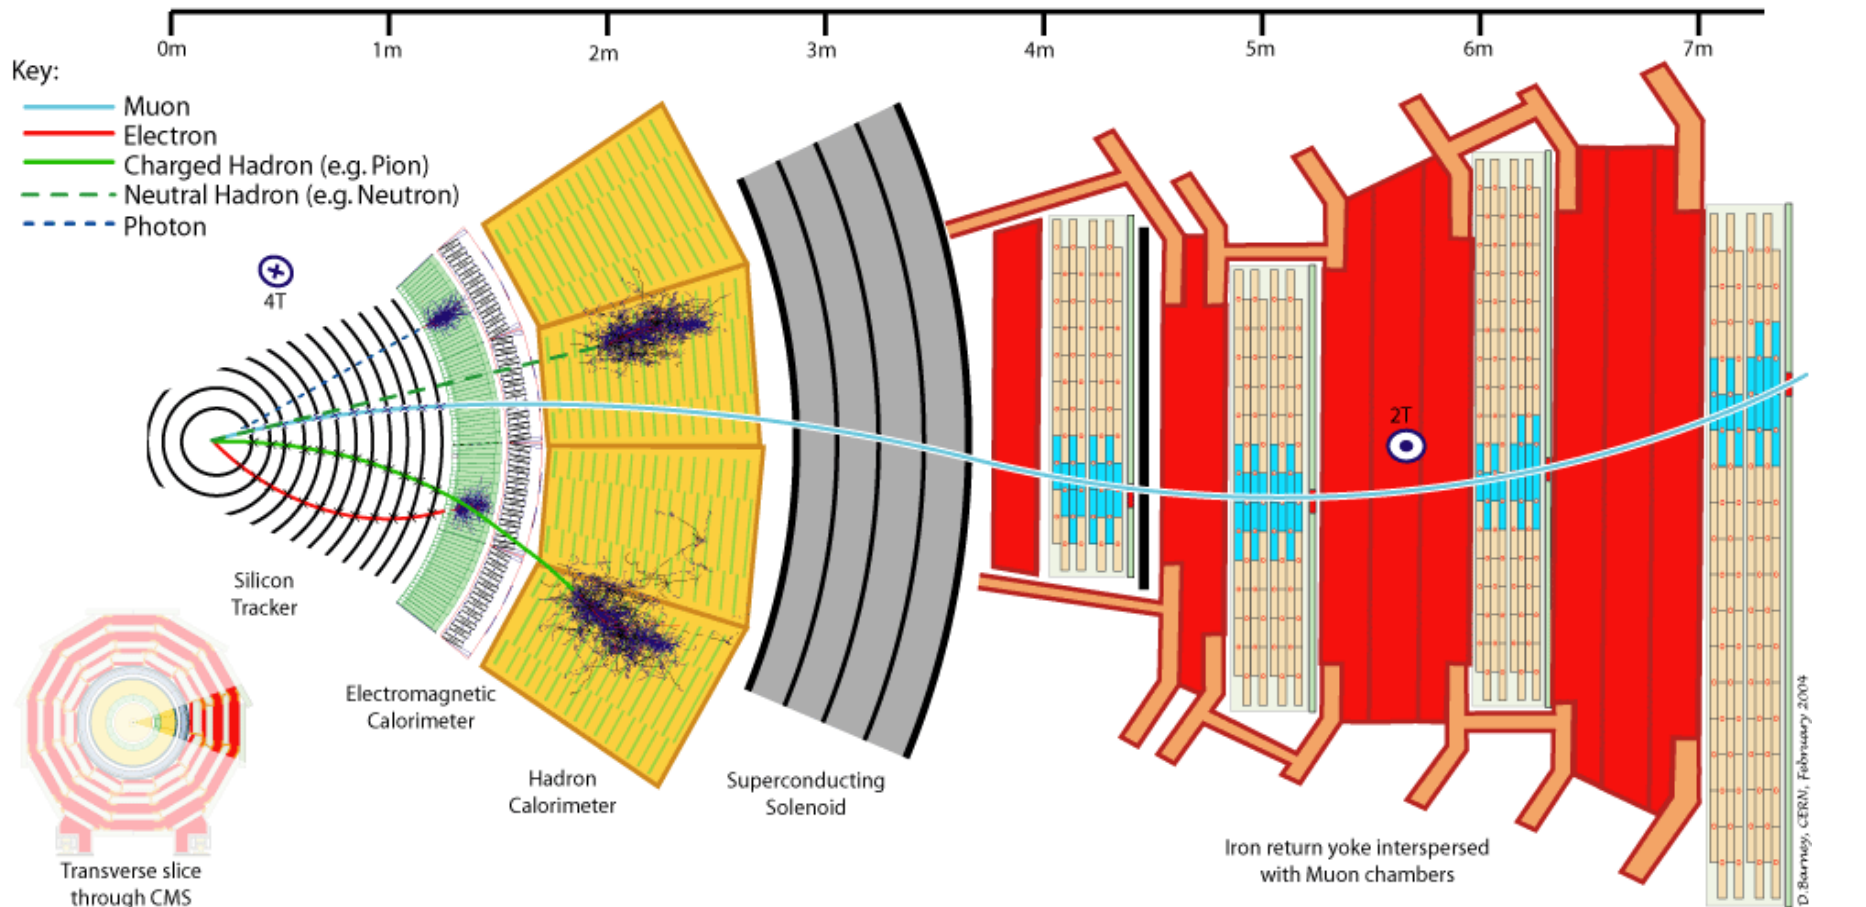 0m 1m 2m 3m 4m 5m 6m 7m
Key:
Muon
Electron
Charged Hadron (e.g. Pion)
Neutral Hadron (e.g. Neutron)
Photon
4T
2T
Silicon
Tracker
Electromagnetic
Calorimeter
Hadron
Calorimeter
Superconducting
Solenoid
Iron return yoke interspersed
with Muon chambers
Transverse slice
through CMS
D.Barney, CERN, February 2004